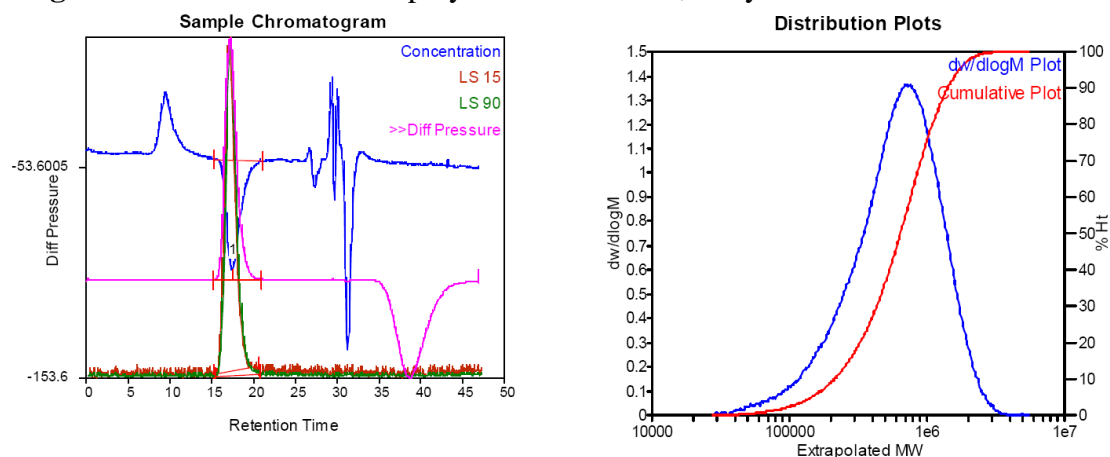 Sample Chromatogram
Concentration
LS 15
LS 90
>>Diff Pressure
-53.6005
Diff Pressure
1
-153.6
0 5 10 15 20 25 30 35 40 45 50
Retention Time
Distribution Plots
dw/dlogM Plot
Cumulative Plot
1.5
1.4
1.3
1.2
1.1
1
0.9
0.8
0.7
0.6
0.5
0.4
0.3
0.2
0.1
0
dw/dlogM
100
90
80
70
60
50
40
30
20
10
0
% Ht
10000 100000 1e6 1e7
Extrapolated MW